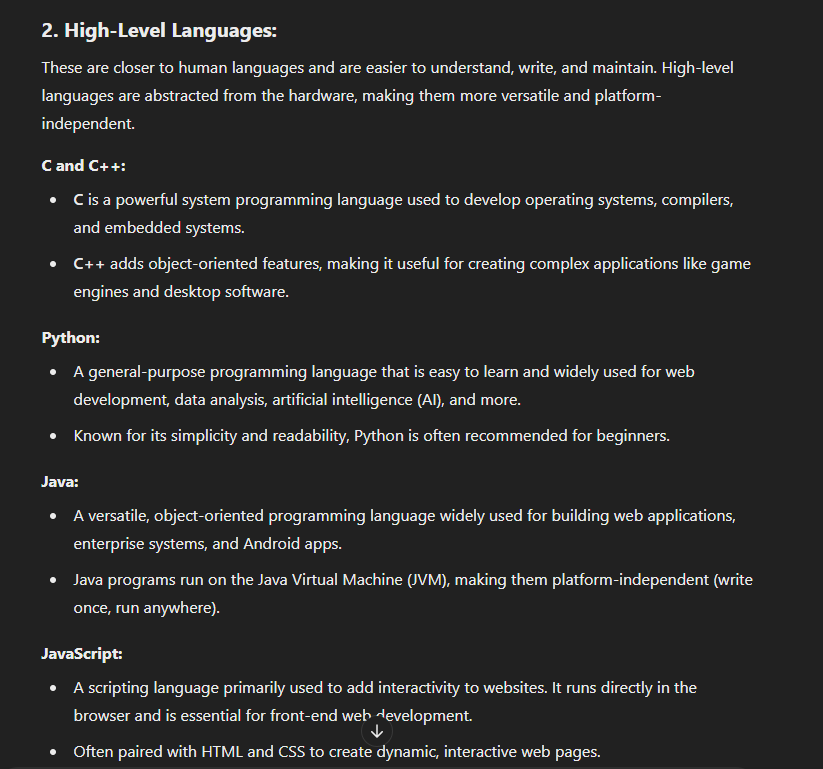 2. High-Level Languages:
These are closer to human languages and are easier to understand, write, and maintain. High-level
languages are abstracted from the hardware, making them more versatile and platform-
independent.
C and C++:
• C is a powerful system programming language used to develop operating systems, compilers,
and embedded systems.
• C++ adds object-oriented features, making it useful for creating complex applications like game
engines and desktop software.
Python:
• A general-purpose programming language that is easy to learn and widely used for web
development, data analysis, artificial intelligence (AI), and more.
• Known for its simplicity and readability, Python is often recommended for beginners.
Java:
• A versatile, object-oriented programming language widely used for building web applications,
enterprise systems, and Android apps.
• Java programs run on the Java Virtual Machine (JVM), making them platform-independent (write
once, run anywhere).
JavaScript:
• A scripting language primarily used to add interactivity to websites. It runs directly in the
browser and is essential for front-end web development.
• Often paired with HTML and CSS to create dynamic, interactive web pages.